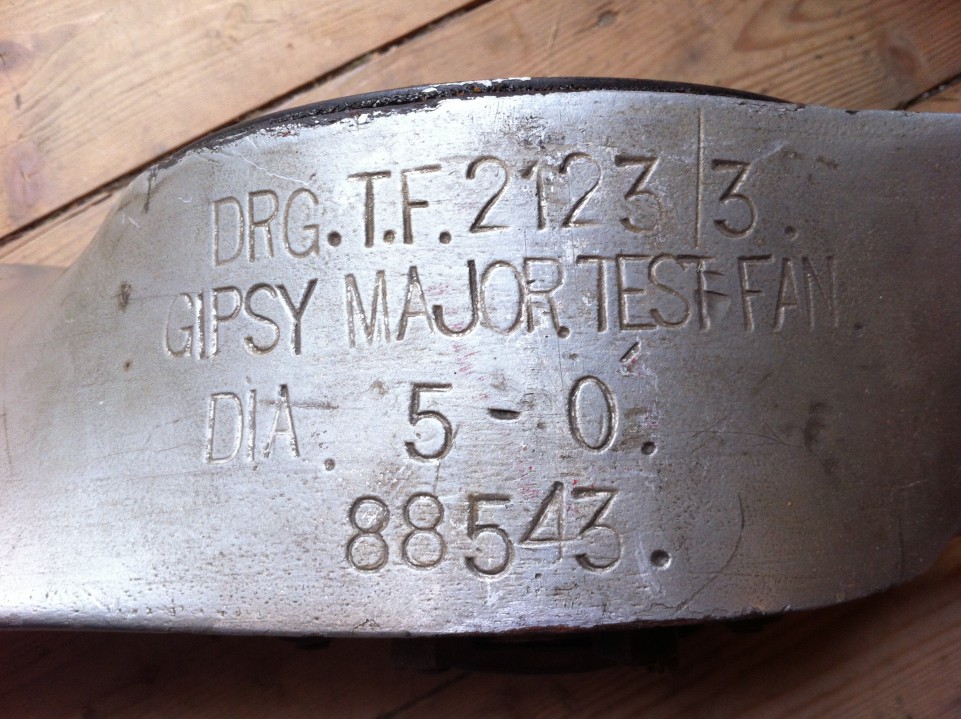 DRG. T.F. 2123/3.
GIPSY MAJOR. TEST FAN
DIA. 5-0.
88543.